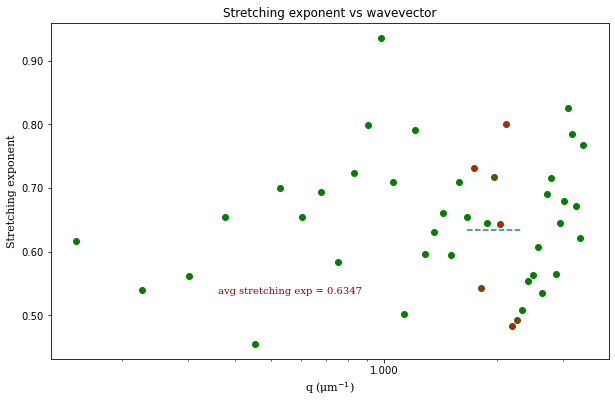 Stretching exponent vs wavevector
Stretching exponent
0.90
0.80
0.70
0.60
0.50
avg stretching exp = 0.6347
1.000
q (μm⁻¹)